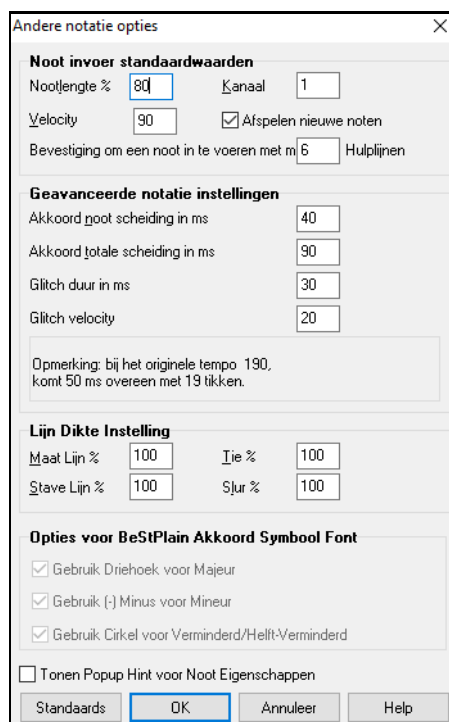 Andere notatie opties
Noot invoer standaardwaarden
Nootlengte % 80 Kanaal 1
Velocity 90 Afspelen nieuwe noten
Bevestiging om een noot in te voeren met m 6 Hulplijnen
Geavanceerde notatie instellingen
Akkoord noot scheiding in ms 40
Akkoord totale scheiding in ms 90
Glitch duur in ms 30
Glitch velocity 20
Opmerking: bij het originele tempo 190,
komt 50 ms overeen met 19 tikken.
Lijn Dikte Instelling
Maat Lijn % 100 Tie % 100
Stave Lijn % 100 Slur % 100
Opties voor BeStPlain Akkoord Symbool Font
Gebruik Driehoek voor Majeur
Gebruik (-) Minus voor Mineur
Gebruik Cirkel voor Verminderd/Helft-Verminderd
Tonen Popup Hint voor Noot Eigenschappen
Standaards OK Annuleer Help